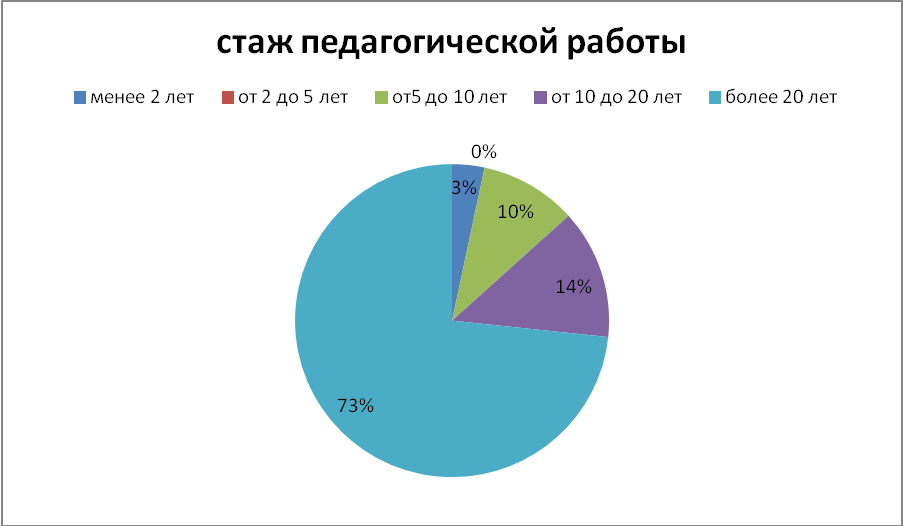 стаж педагогической работы
менее 2 лет от 2 до 5 лет от5 до 10 лет от 10 до 20 лет более 20 лет
0%
3%
10%
14%
73%